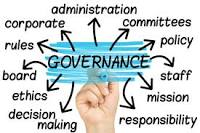 administration
corporate
committees
rules
policy
GOVERNANCE
board
staff
ethics
mission
decision
making
responsibility